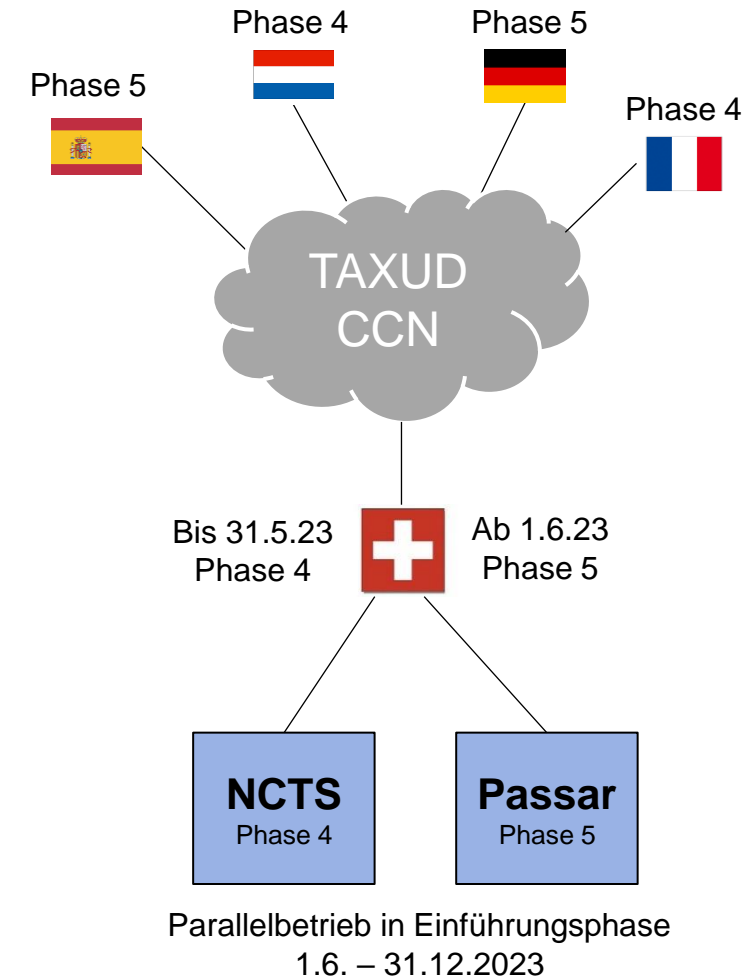 Phase 4
Phase 5
Phase 5
Phase 4
TAXUD
CCN
Bis 31.5.23
Phase 4
Ab 1.6.23
Phase 5
NCTS
Phase 4
Passar
Phase 5
Parallelbetrieb in Einführungsphase
1.6. – 31.12.2023